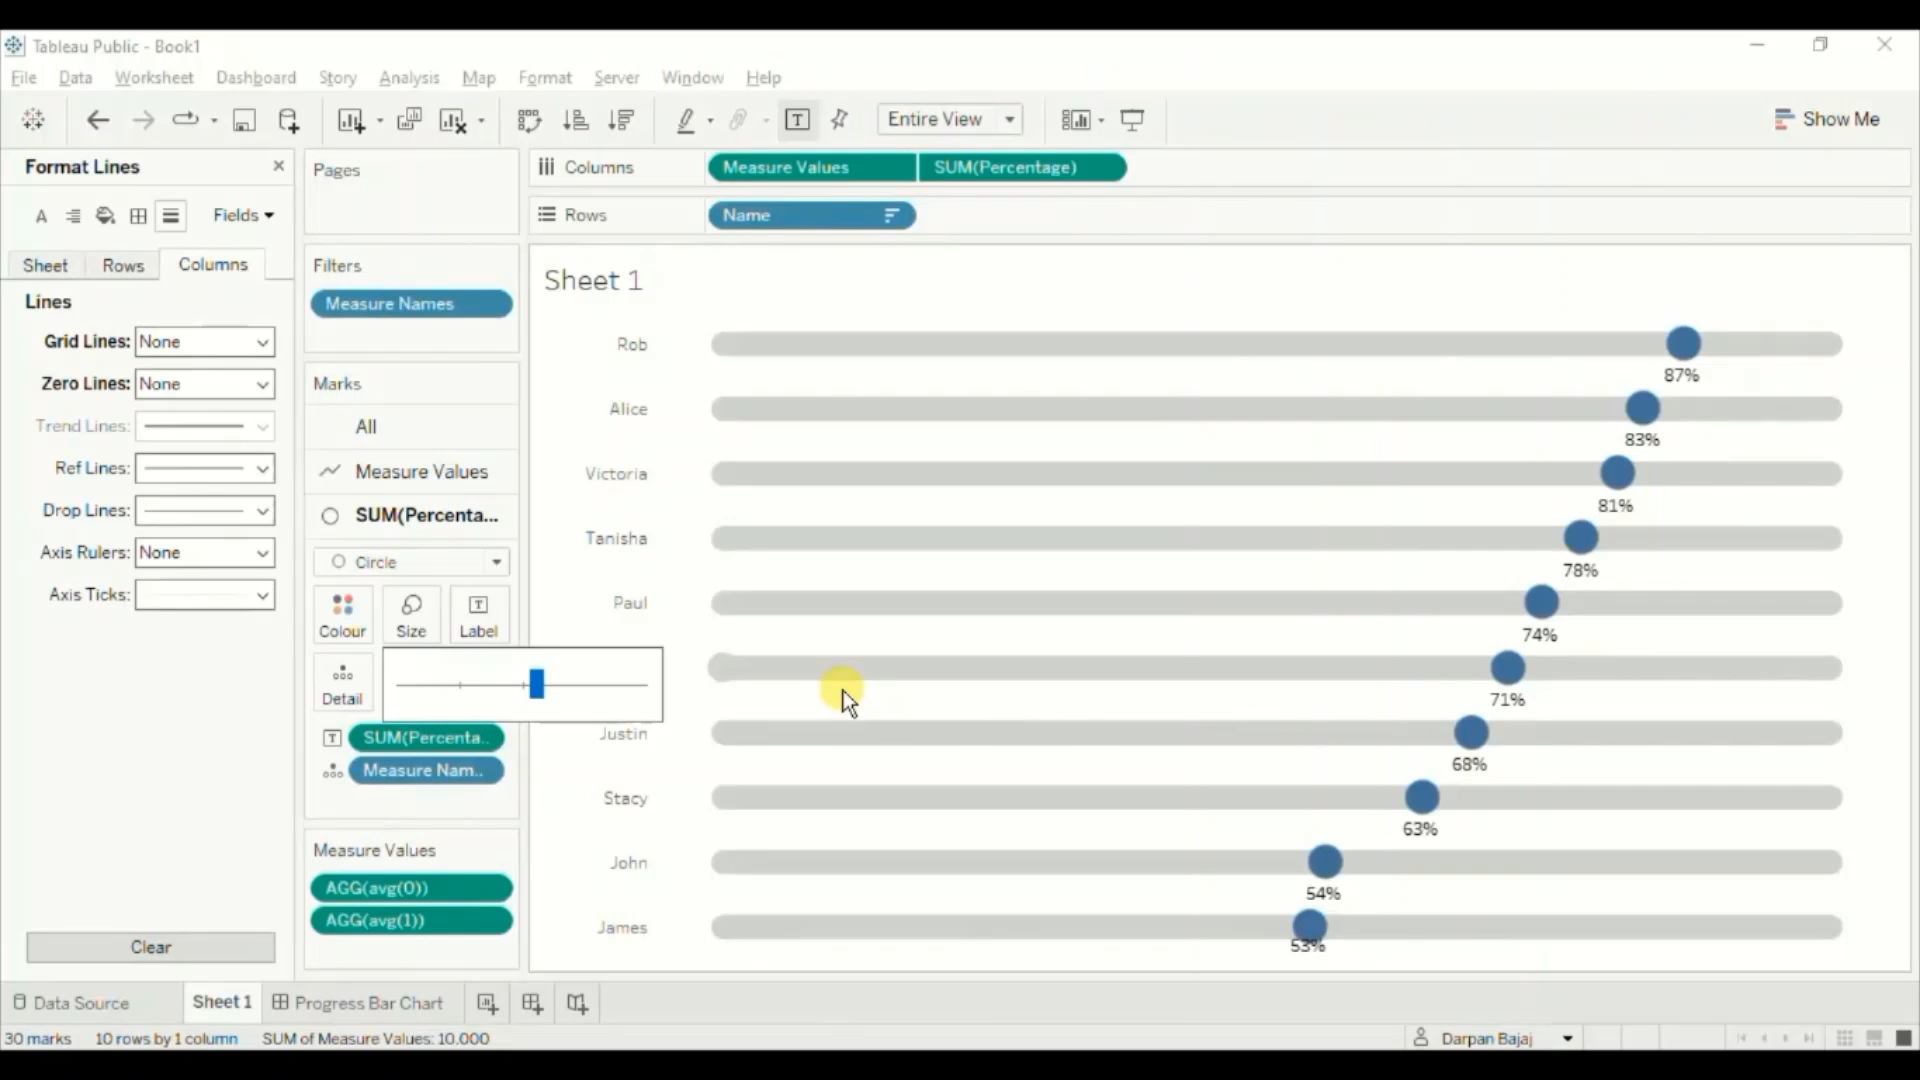 Tableau Public - Book1
File Data Worksheet Dashboard Story Analysis Map Format Server Window Help
Entire View
Show Me
Format Lines
Fields
Sheet Rows Columns
Lines
Grid Lines: None
Zero Lines: None
Trend Lines:
Ref Lines:
Drop Lines:
Axis Rulers: None
Axis Ticks:
Clear
Pages
Filters
Measure Names
Marks
All
Measure Values
SUM(Percenta...
Circle
Colour Size Label
Detail
SUM(Percenta..
Measure Nam..
Measure Values
AGG(avg(0))
AGG(avg(1))
Columns Measure Values SUM(Percentage)
Rows Name
Sheet 1
Rob
87%
Alice
83%
Victoria
81%
Tanisha
78%
Paul
74%
71%
Justin
68%
Stacy
63%
John
54%
James
53%
Data Source Sheet 1 Progress Bar Chart
30 marks 10 rows by 1 column SUM of Measure Values: 10.000
Darpan Bajaj